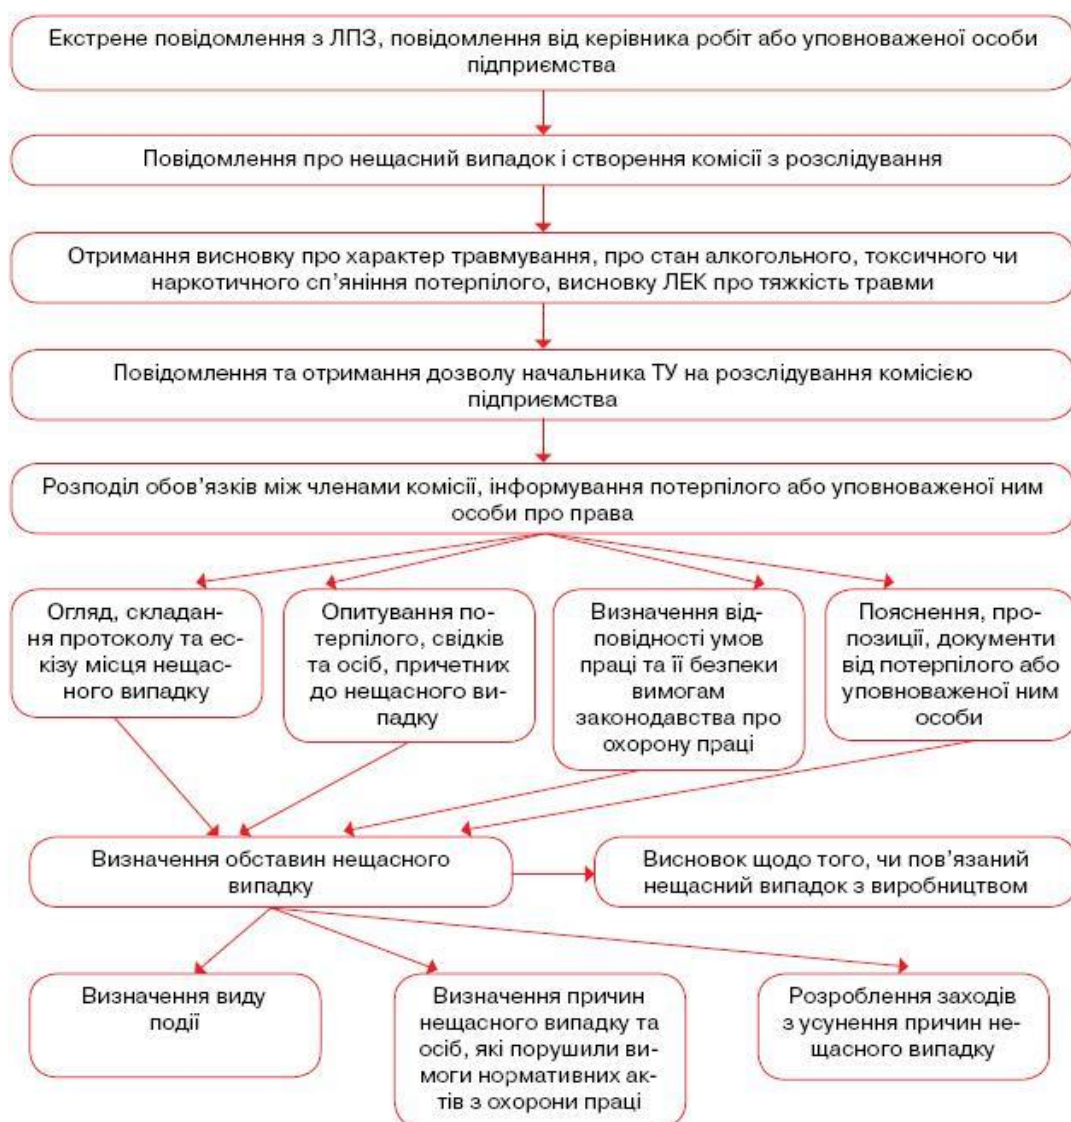 Екстрене повідомлення з ЛПЗ, повідомлення від керівника робіт або уповноваженої особи
підприємства
Повідомлення про нещасний випадок і створення комісії з розслідування
Отримання висновку про характер травмування, про стан алкогольного, токсичного чи
наркотичного сп’яніння потерпілого, висновку ЛЕК про тяжкість травми
Повідомлення та отримання дозволу начальника ТУ на розслідування комісією
підприємства
Розподіл обов’язків між членами комісії, інформування потерпілого або уповноваженої ним
особи про права
Огляд, складан-
ня протоколу та ес-
кізу місця нещас-
ного випадку
Опитування по-
терпілого, свідків
та осіб, причетних
до нещасного ви-
падку
Визначення від-
повідності умов
праці та її безпеки
вимогам
законодавства про
охорону праці
Пояснення, про-
позиції, документи
від потерпілого або
уповноваженої ним
особи
Визначення обставин нещасного
випадку
Висновок щодо того, чи пов’язаний
нещасний випадок з виробництвом
Визначення виду
події
Визначення причин
нещасного випадку та
осіб, які порушили ви-
моги нормативних ак-
тів з охорони праці
Розроблення заходів
з усунення причин не-
щасного випадку